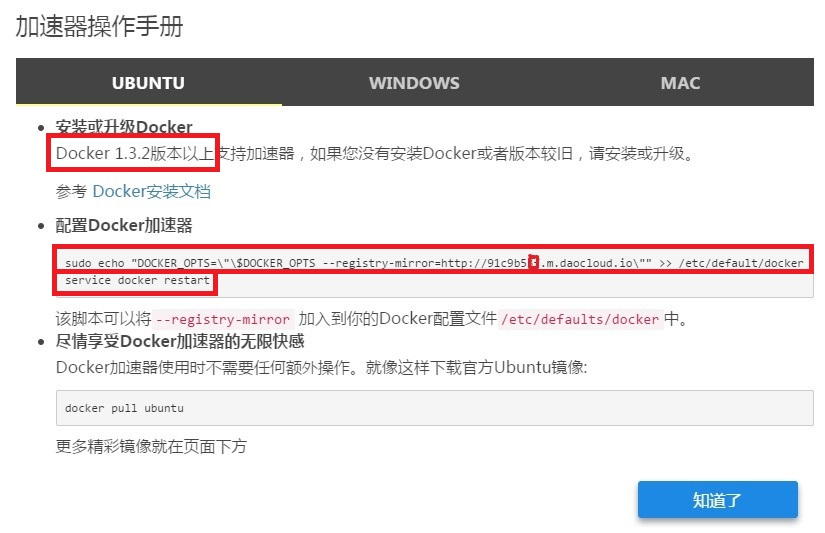 加速器操作手册
UBUNTU WINDOWS MAC
安装或升级Docker
Docker 1.3.2版本以上支持加速器，如果您没有安装Docker或者版本较旧，请安装或升级。
参考 Docker安装文档
配置Docker加速器
sudo echo "DOCKER_OPTS=\"\$DOCKER_OPTS --registry-mirror=http://91c9b5 .m.daocloud.io\"" >> /etc/default/docker
service docker restart
该脚本可以将 --registry-mirror 加入到你的Docker配置文件 /etc/defaults/docker 中。
尽情享受Docker加速器的无限快感
Docker加速器使用时不需要任何额外操作。就像这样下载官方Ubuntu镜像:
docker pull ubuntu
更多精彩镜像就在页面下方
知道了